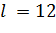 l = 12